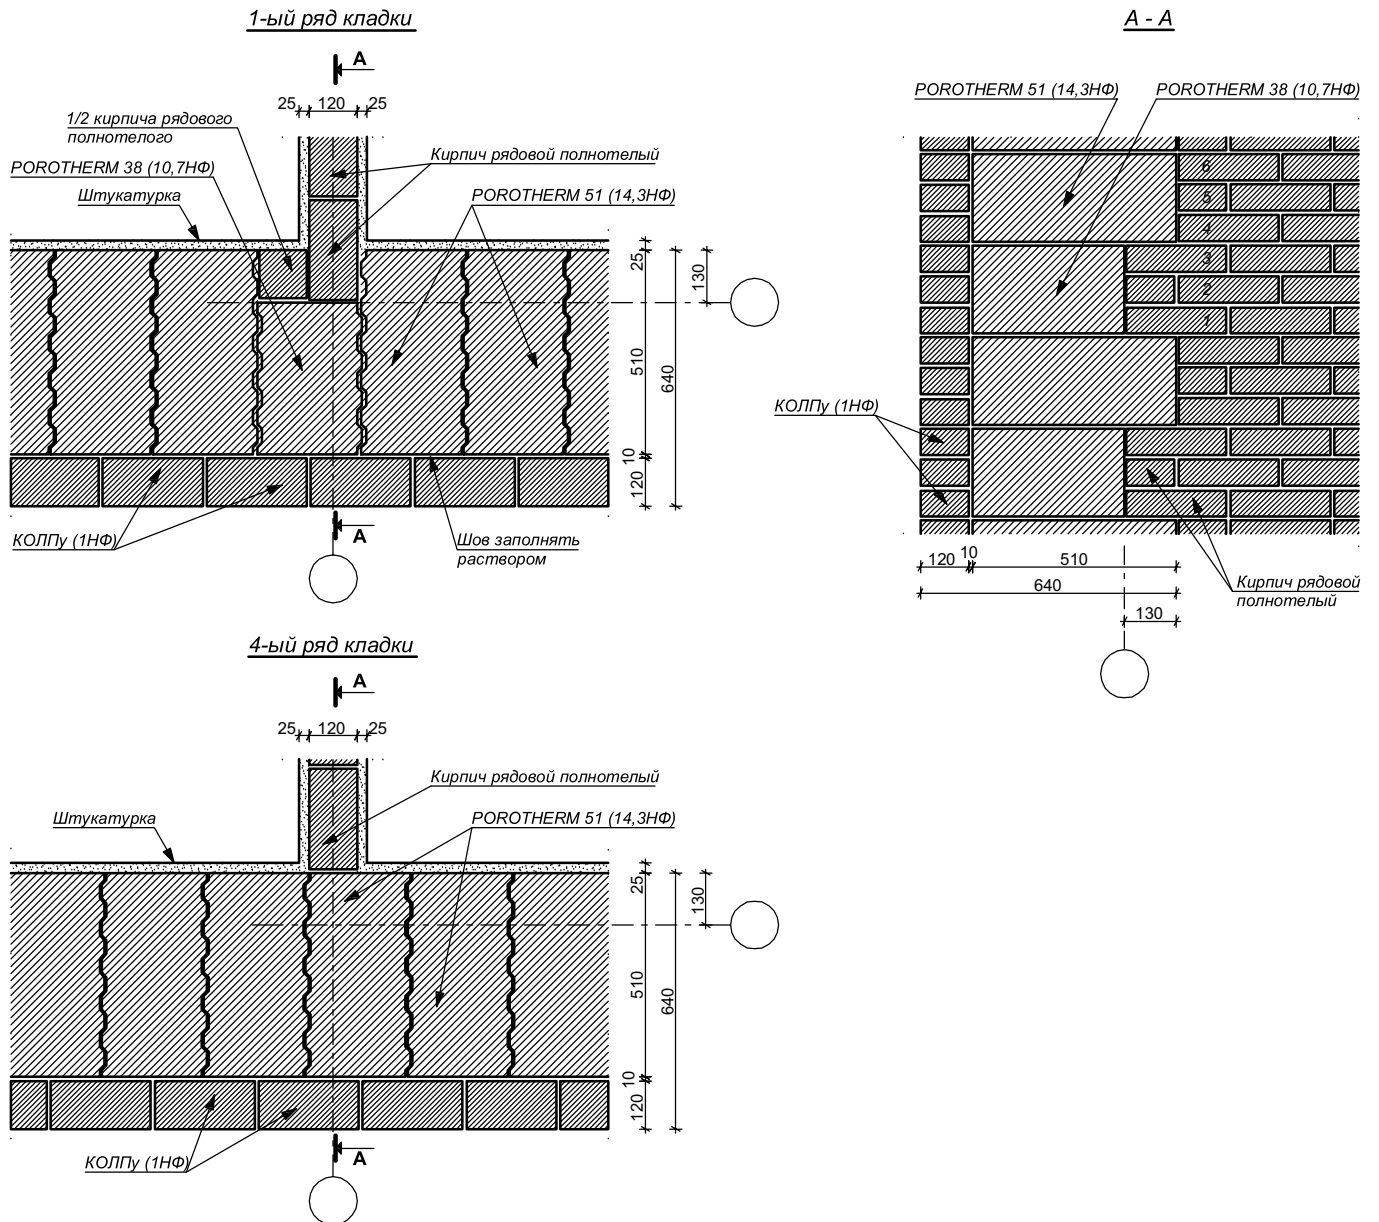 1-ый ряд кладки
А
25 120 25
1/2 кирпича рядового
полнотелого
POROTHERM 38 (10,7НФ)
Штукатурка
Кирпич рядовой полнотелый
POROTHERM 51 (14,3НФ)
25
130
510
640
10
120
КОЛПу (1НФ)
А
Шов заполнять
раствором
А - А
POROTHERM 51 (14,3НФ)
POROTHERM 38 (10,7НФ)
6
5
4
3
2
1
КОЛПу (1НФ)
120 10 510
640
130
Кирпич рядовой
полнотелый
4-ый ряд кладки
А
25 120 25
Кирпич рядовой полнотелый
Штукатурка
POROTHERM 51 (14,3НФ)
25
130
510
640
10
120
КОЛПу (1НФ)
А